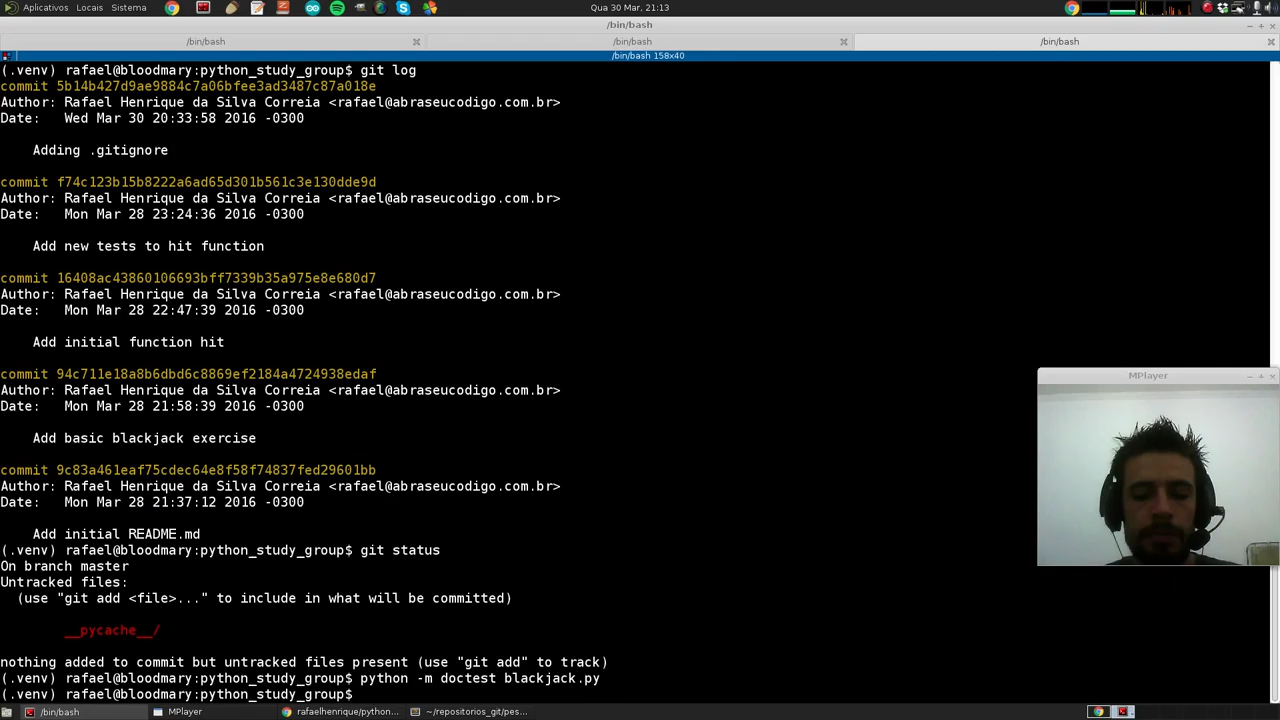 Aplicativos Locais Sistema
Qua 30 Mar, 21:13
/bin/bash
/bin/bash
/bin/bash
/bin/bash
/bin/bash 158x40
(.venv) rafael@bloodmary:python_study_group$ git log
commit 5b14b427d9ae9884c7a06bfee3ad3487c87a018e
Author: Rafael Henrique da Silva Correia <rafael@abraseucodigo.com.br>
Date:   Wed Mar 30 20:33:58 2016 -0300
Adding .gitignore
commit f74c123b15b8222a6ad65d301b561c3e130dde9d
Author: Rafael Henrique da Silva Correia <rafael@abraseucodigo.com.br>
Date:   Mon Mar 28 23:24:36 2016 -0300
Add new tests to hit function
commit 16408ac43860106693bff7339b35a975e8e680d7
Author: Rafael Henrique da Silva Correia <rafael@abraseucodigo.com.br>
Date:   Mon Mar 28 22:47:39 2016 -0300
Add initial function hit
commit 94c711e18a8b6dbd6c8869ef2184a4724938edaf
Author: Rafael Henrique da Silva Correia <rafael@abraseucodigo.com.br>
Date:   Mon Mar 28 21:58:39 2016 -0300
Add basic blackjack exercise
commit 9c83a461eaf75cdec64e8f58f74837fed29601bb
Author: Rafael Henrique da Silva Correia <rafael@abraseucodigo.com.br>
Date:   Mon Mar 28 21:37:12 2016 -0300
Add initial README.md
(.venv) rafael@bloodmary:python_study_group$ git status
On branch master
Untracked files:
(use "git add <file>..." to include in what will be committed)
__pycache__/
nothing added to commit but untracked files present (use "git add" to track)
(.venv) rafael@bloodmary:python_study_group$ python -m doctest blackjack.py
(.venv) rafael@bloodmary:python_study_group$
MPlayer
/bin/bash
MPlayer
rafaelhenrique/python...
~/repositorios_git/pes...